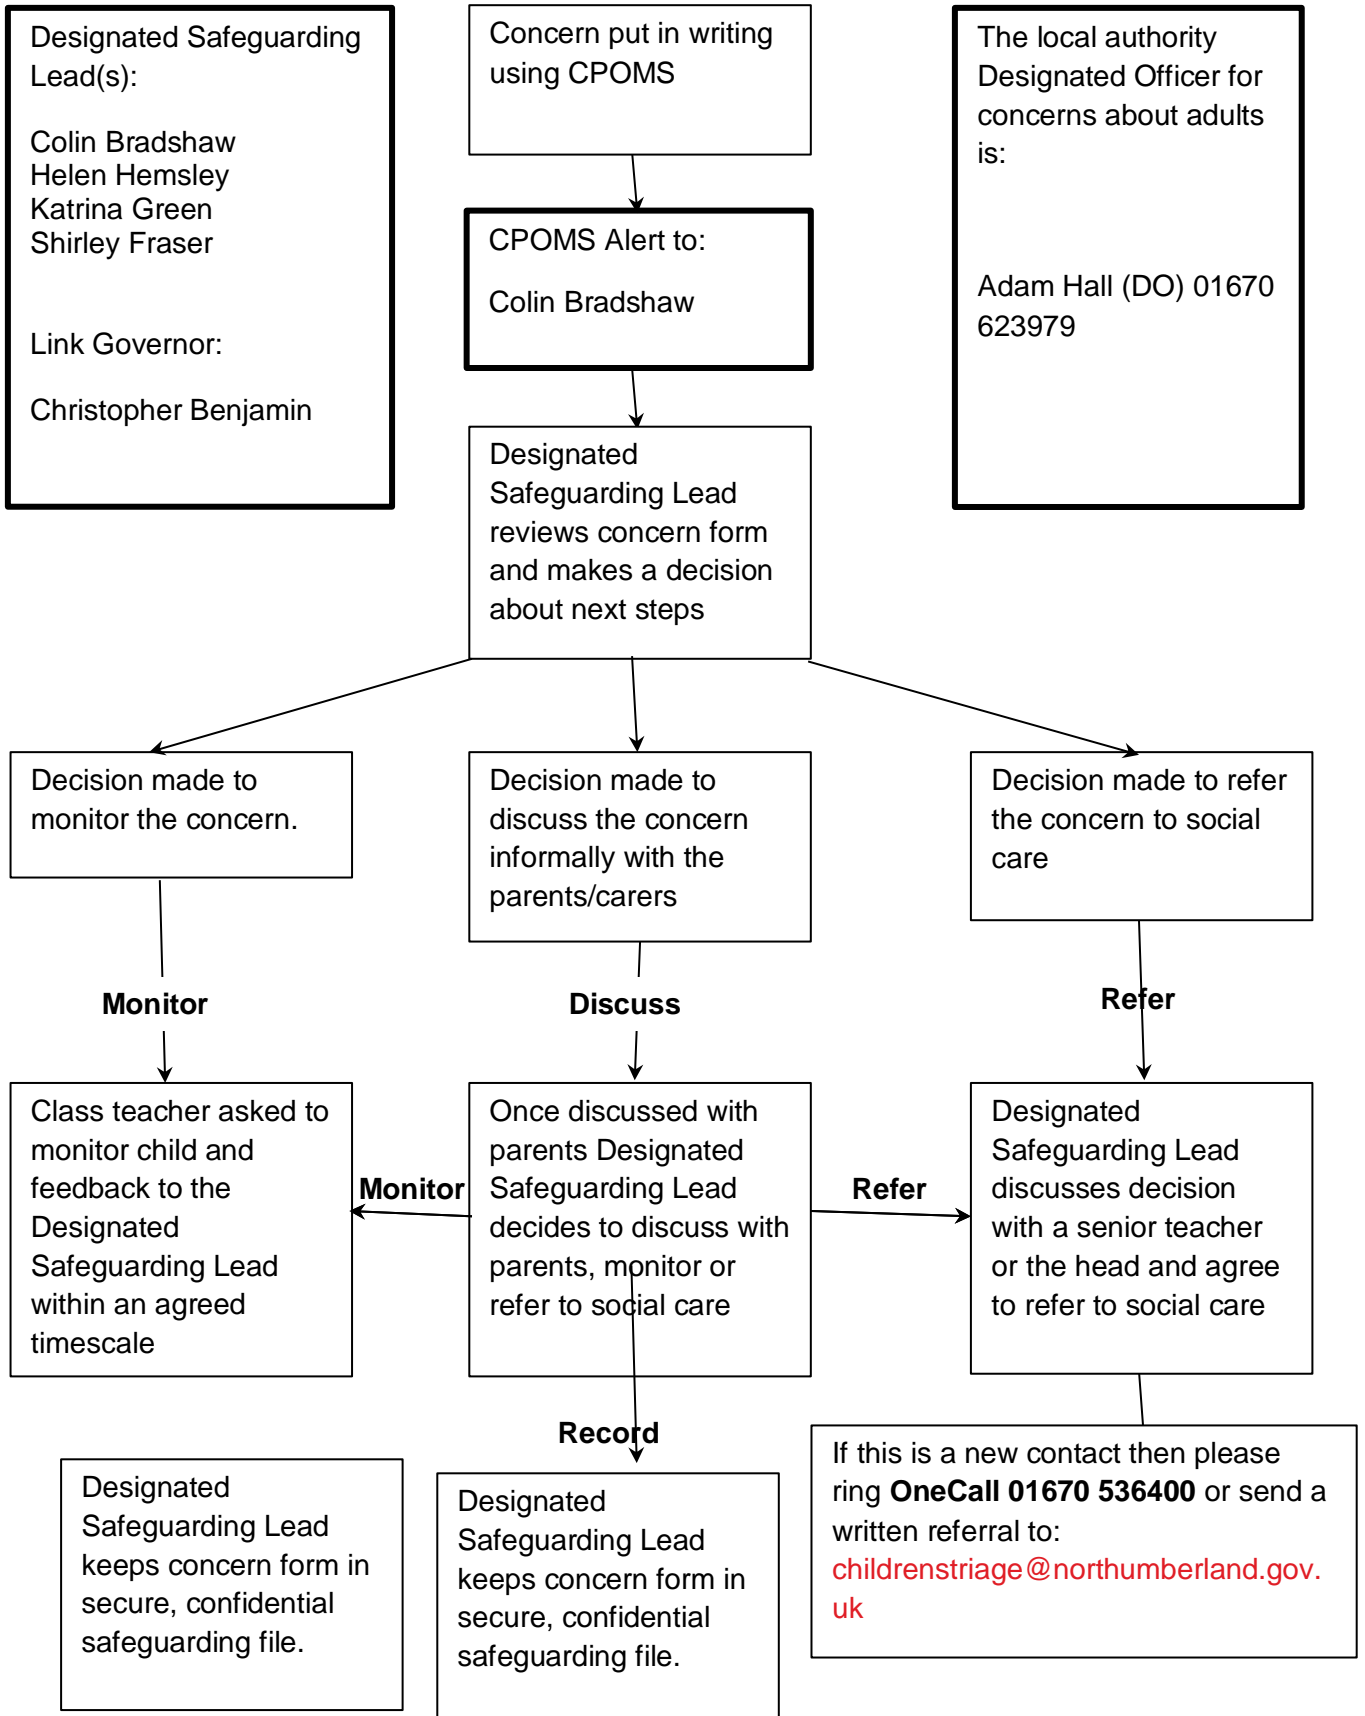 Designated Safeguarding
Lead(s):
Colin Bradshaw
Helen Hemsley
Katrina Green
Shirley Fraser
Link Governor:
Christopher Benjamin
Concern put in writing
using CPOMS
The local authority
Designated Officer for
concerns about adults
is:
Adam Hall (DO) 01670
623979
CPOMS Alert to:
Colin Bradshaw
Designated
Safeguarding Lead
reviews concern form
and makes a decision
about next steps
Decision made to
monitor the concern.
Decision made to
discuss the concern
informally with the
parents/carers
Decision made to refer
the concern to social
care
Monitor
Discuss
Refer
Class teacher asked to
monitor child and
feedback to the
Designated
Safeguarding Lead
within an agreed
timescale
Monitor
Once discussed with
parents Designated
Safeguarding Lead
decides to discuss with
parents, monitor or
refer to social care
Refer
Designated
Safeguarding Lead
discusses decision
with a senior teacher
or the head and agree
to refer to social care
Record
Designated
Safeguarding Lead
keeps concern form in
secure, confidential
safeguarding file.
Designated
Safeguarding Lead
keeps concern form in
secure, confidential
safeguarding file.
If this is a new contact then please
ring OneCall 01670 536400 or send a
written referral to:
childrenstriage@northumberland.gov.
uk